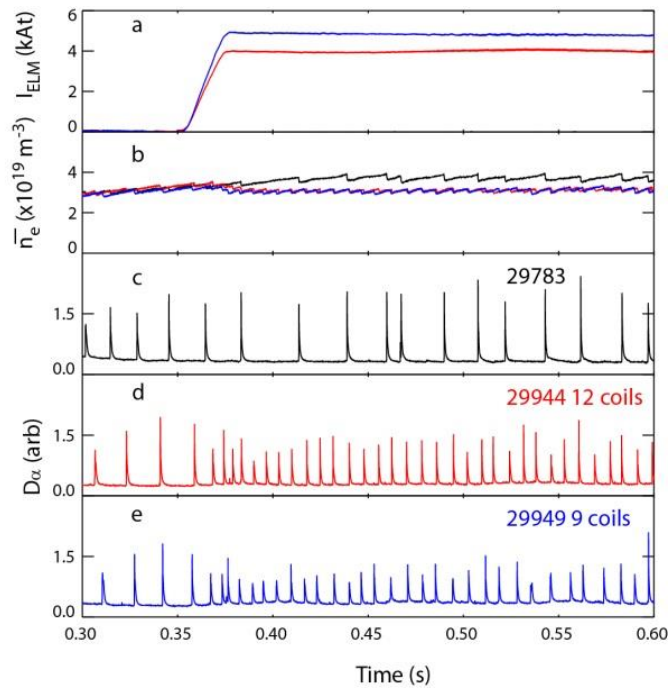 6
4
2
0
I_ELM (kAt)
a
4
2
0
n̅_e (x10^19 m^-3)
b
c
29783
1.5
0.0
d
29944 12 coils
1.5
0.0
Dα (arb)
e
29949 9 coils
1.5
0.0
0.30 0.35 0.40 0.45 0.50 0.55 0.60
Time (s)